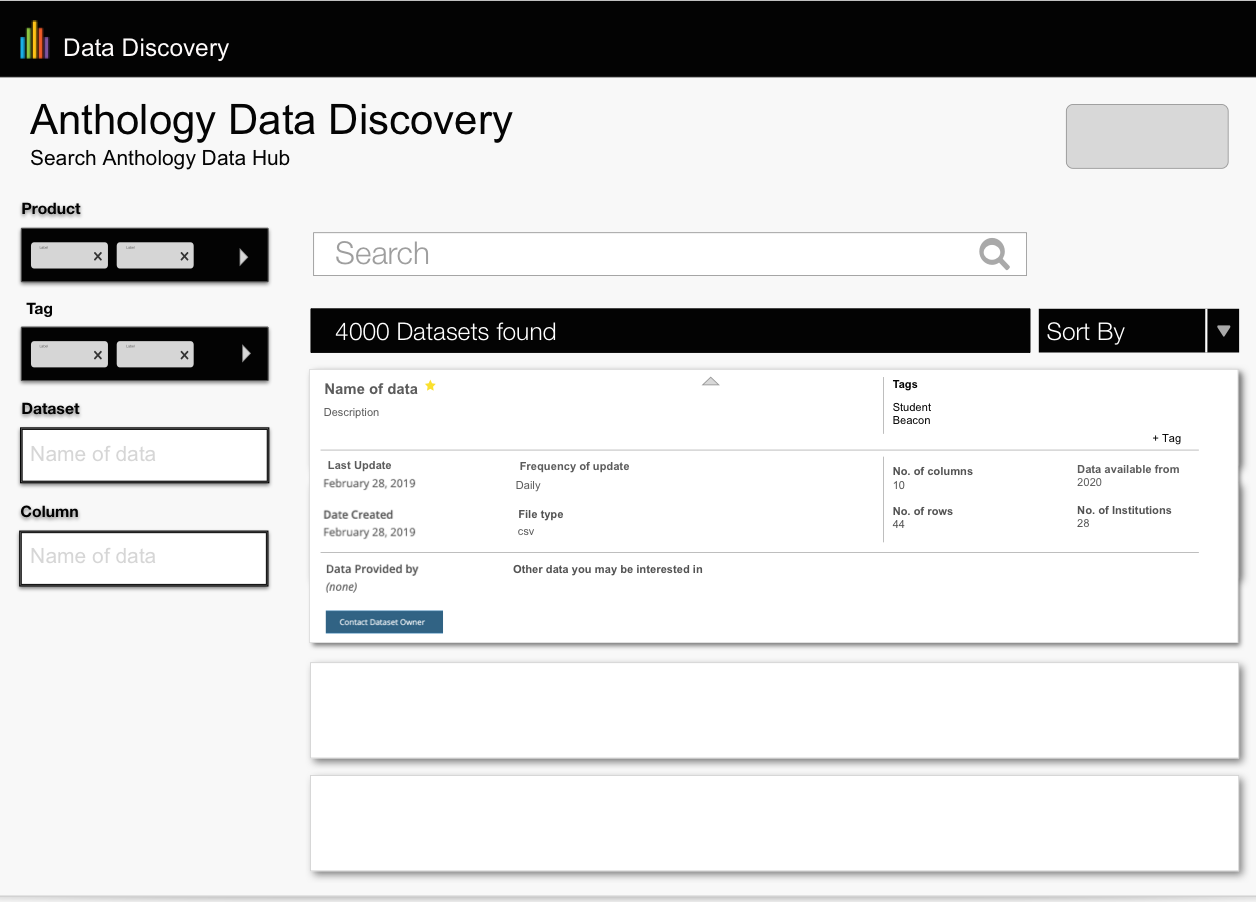 Data Discovery
Anthology Data Discovery
Search Anthology Data Hub
Product
Label
x
Label
x
Tag
Label
x
Label
x
Dataset
Name of data
Column
Name of data
Search
4000 Datasets found
Sort By
Name of data
Description
Tags
Student
Beacon
+ Tag
Last Update
February 28, 2019
Frequency of update
Daily
Date Created
February 28, 2019
File type
csv
No. of columns
10
Data available from
2020
No. of rows
44
No. of Institutions
28
Data Provided by
(none)
Other data you may be interested in
Contact Dataset Owner